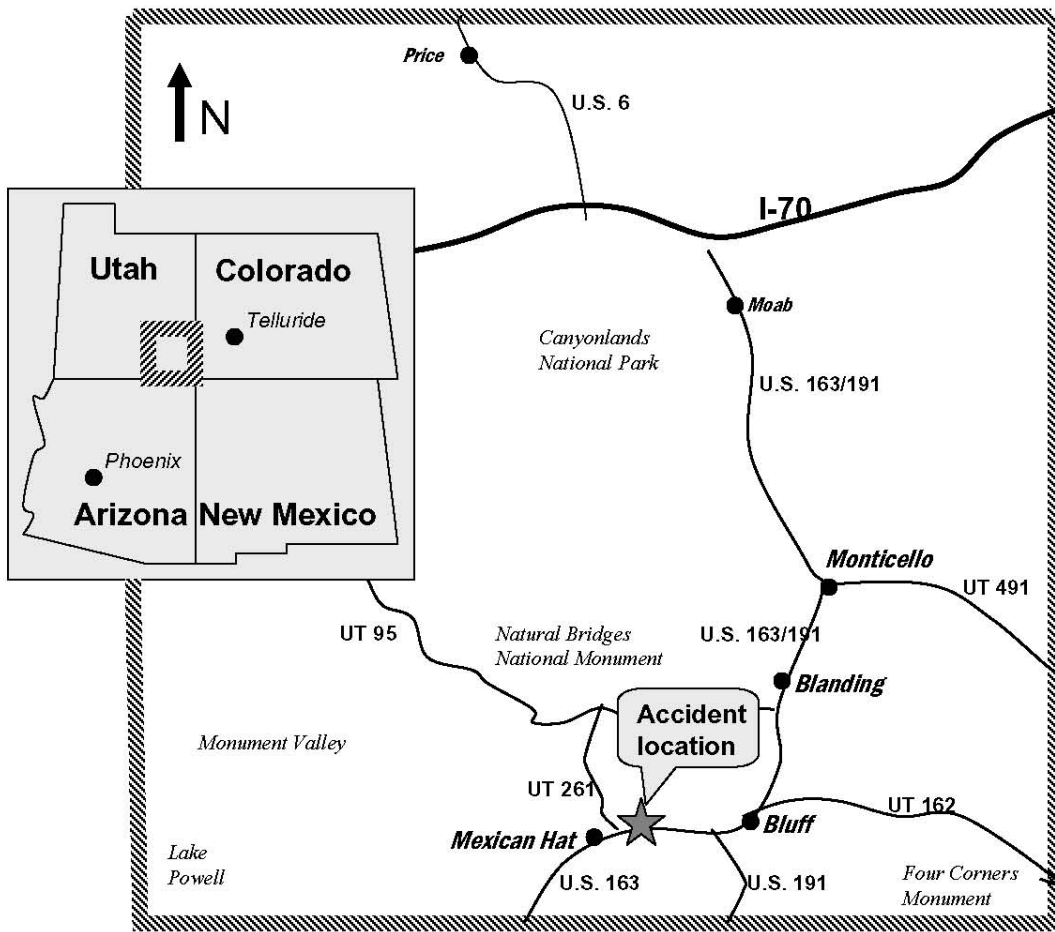 Price
U.S. 6
N
I-70
Utah
Colorado
Telluride
Phoenix
Arizona
New Mexico
Moab
Canyonlands
National Park
U.S. 163/191
Monticello
UT 491
UT 95
Natural Bridges
National Monument
U.S. 163/191
Blanding
Accident
location
Monument Valley
UT 261
UT 162
Mexican Hat
Bluff
Lake
Powell
U.S. 163
U.S. 191
Four Corners
Monument